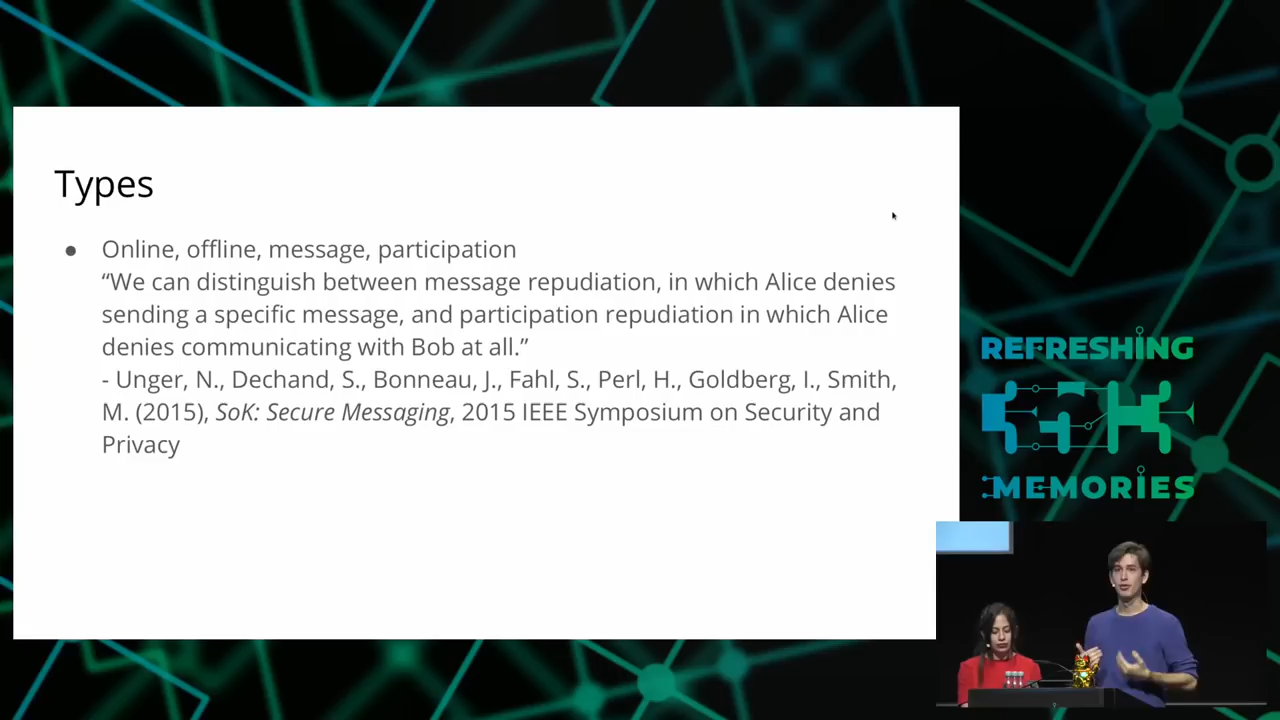 Types
● Online, offline, message, participation
“We can distinguish between message repudiation, in which Alice denies
sending a specific message, and participation repudiation in which Alice
denies communicating with Bob at all.”
- Unger, N., Dechand, S., Bonneau, J., Fahl, S., Perl, H., Goldberg, I., Smith,
M. (2015), SoK: Secure Messaging, 2015 IEEE Symposium on Security and
Privacy
REFRESHING
MEMORIES